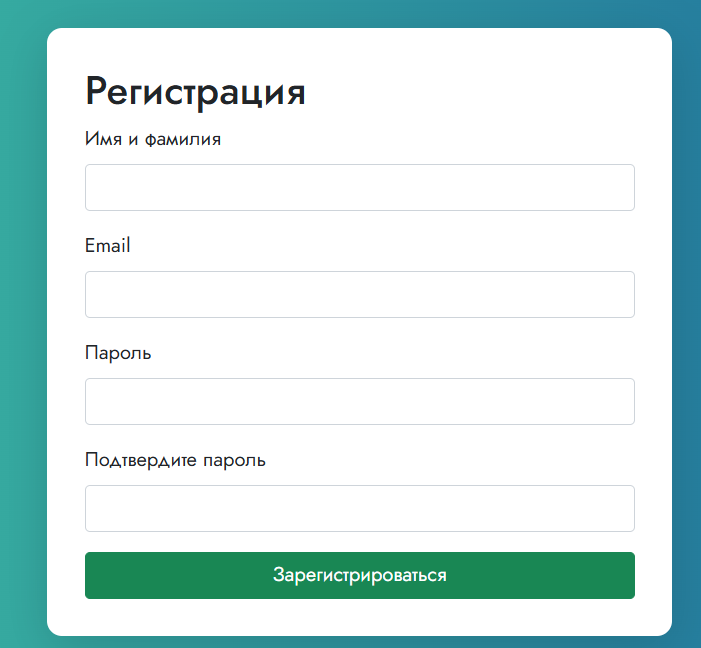 Регистрация
Имя и фамилия
Email
Пароль
Подтвердите пароль
Зарегистрироваться